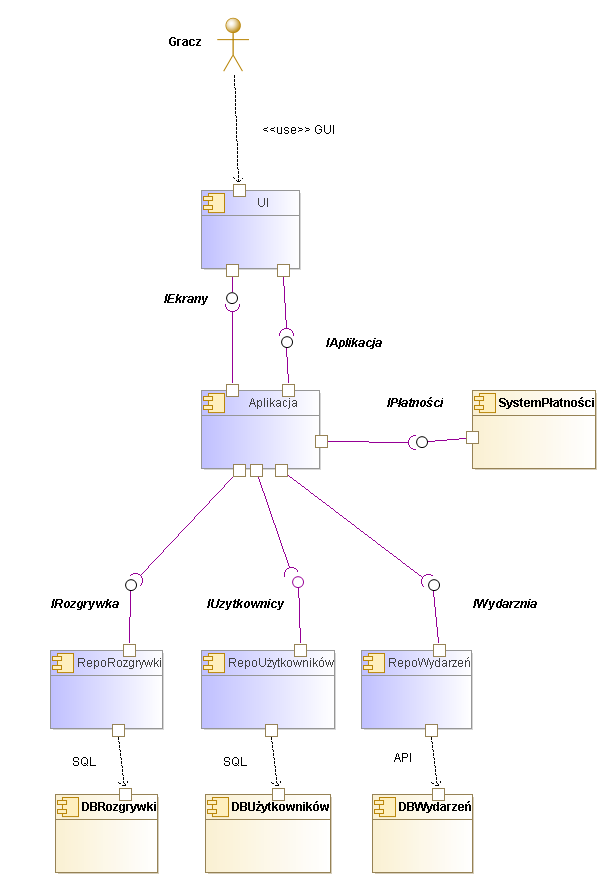 Gracz
<<use>> GUI
UI
IEkrany
IAplikacja
Aplikacja
IPłatności
SystemPłatności
IRozgrywka
IUzytkownicy
IWydarznia
RepoRozgrywki
RepoUżytkowników
RepoWydarzeń
SQL
SQL
API
DBRozgrywki
DBUżytkowników
DBWydarzeń